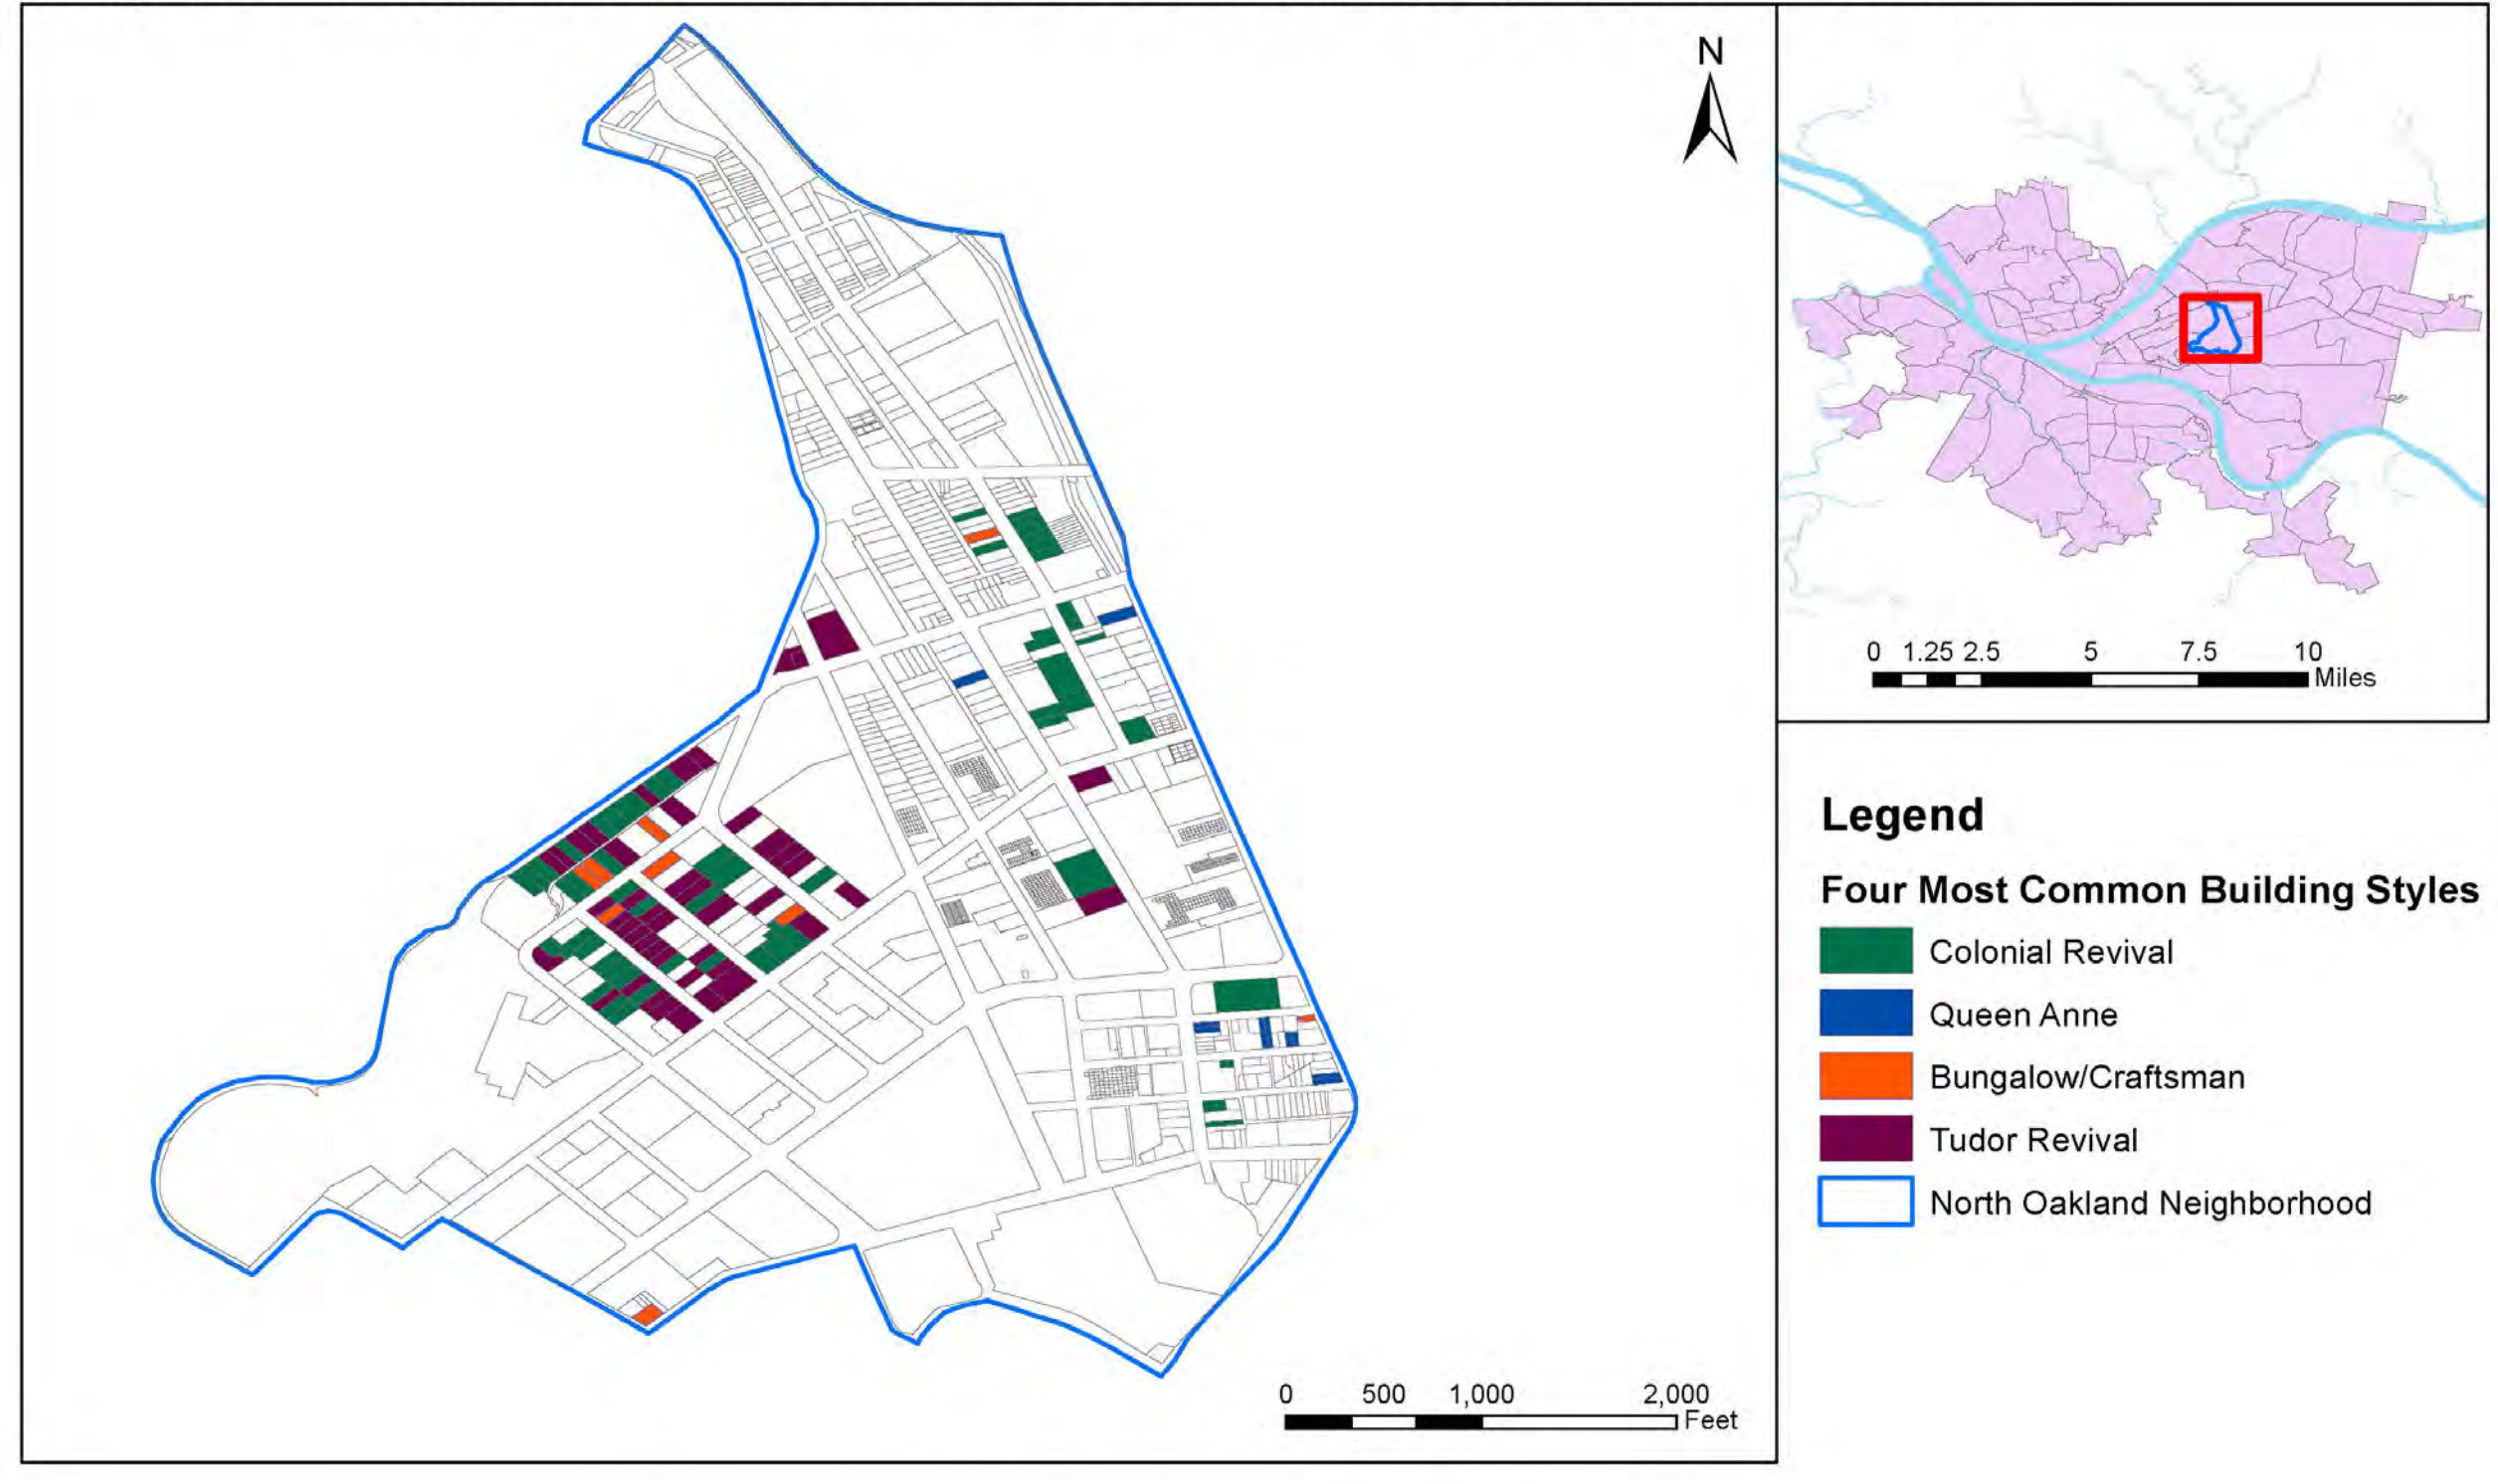 N
0 500 1,000 2,000
Feet
0 1.25 2.5 5 7.5 10
Miles
Legend
Four Most Common Building Styles
Colonial Revival
Queen Anne
Bungalow/Craftsman
Tudor Revival
North Oakland Neighborhood